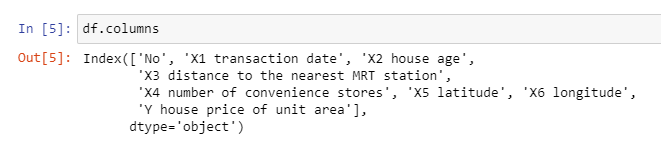 In [5]: df.columns
Out[5]: Index(['No', 'X1 transaction date', 'X2 house age',
'X3 distance to the nearest MRT station',
'X4 number of convenience stores', 'X5 latitude', 'X6 longitude',
'Y house price of unit area'],
dtype='object')